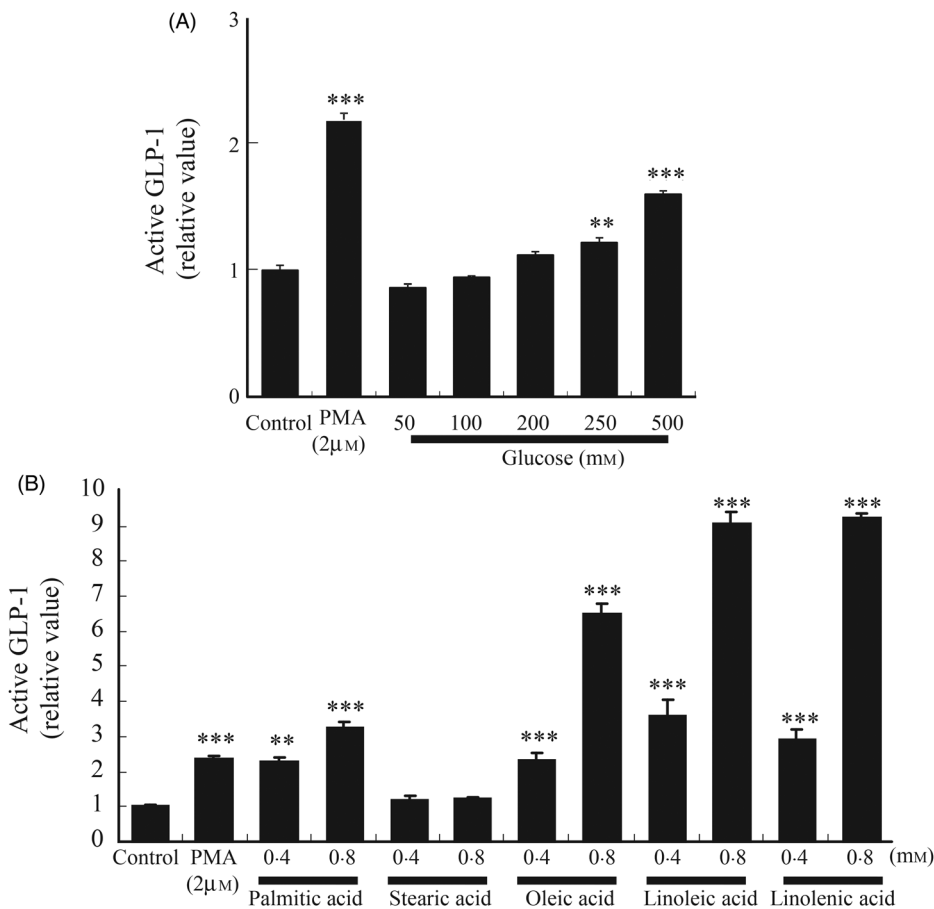 (A)
3
2
1
0
Active GLP-1
(relative value)
***
**
***
Control PMA 50 100 200 250 500
(2μM)
Glucose (mM)
(B)
10
9
8
7
6
5
4
3
2
1
0
Active GLP-1
(relative value)
***
**
***
***
***
***
***
***
***
Control PMA 0·4 0·8 0·4 0·8 0·4 0·8 0·4 0·8 0·4 0·8 (mM)
(2μM)
Palmitic acid Stearic acid Oleic acid Linoleic acid Linolenic acid